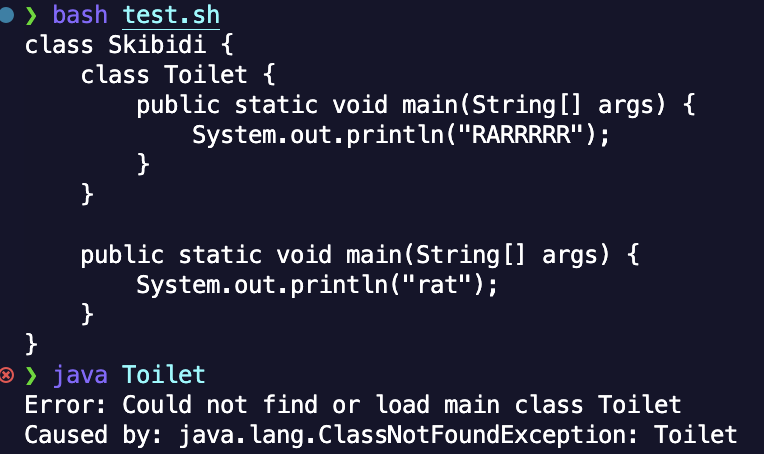 ❯ bash test.sh
class Skibidi {
    class Toilet {
        public static void main(String[] args) {
            System.out.println("RARRRRR");
        }
    }

    public static void main(String[] args) {
        System.out.println("rat");
    }
}
❯ java Toilet
Error: Could not find or load main class Toilet
Caused by: java.lang.ClassNotFoundException: Toilet